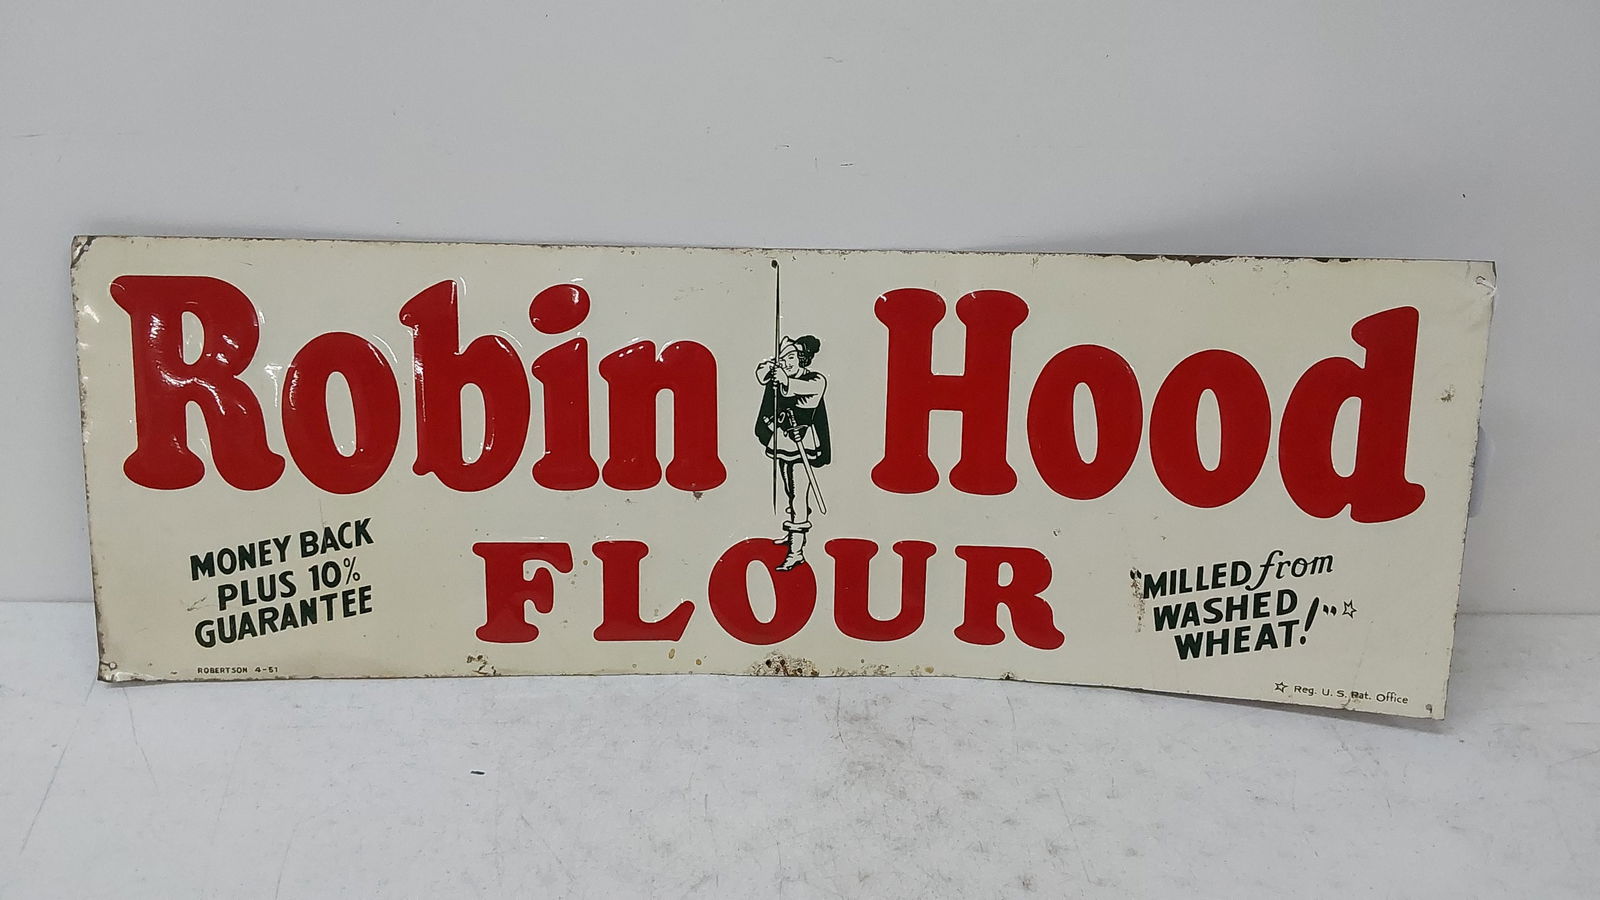 Robin Hood
FLOUR
MONEY BACK
PLUS 10%
GUARANTEE
"MILLED from
WASHED
WHEAT!"☆
ROBERTSON 4-51
☆ Reg. U. S. Pat. Office